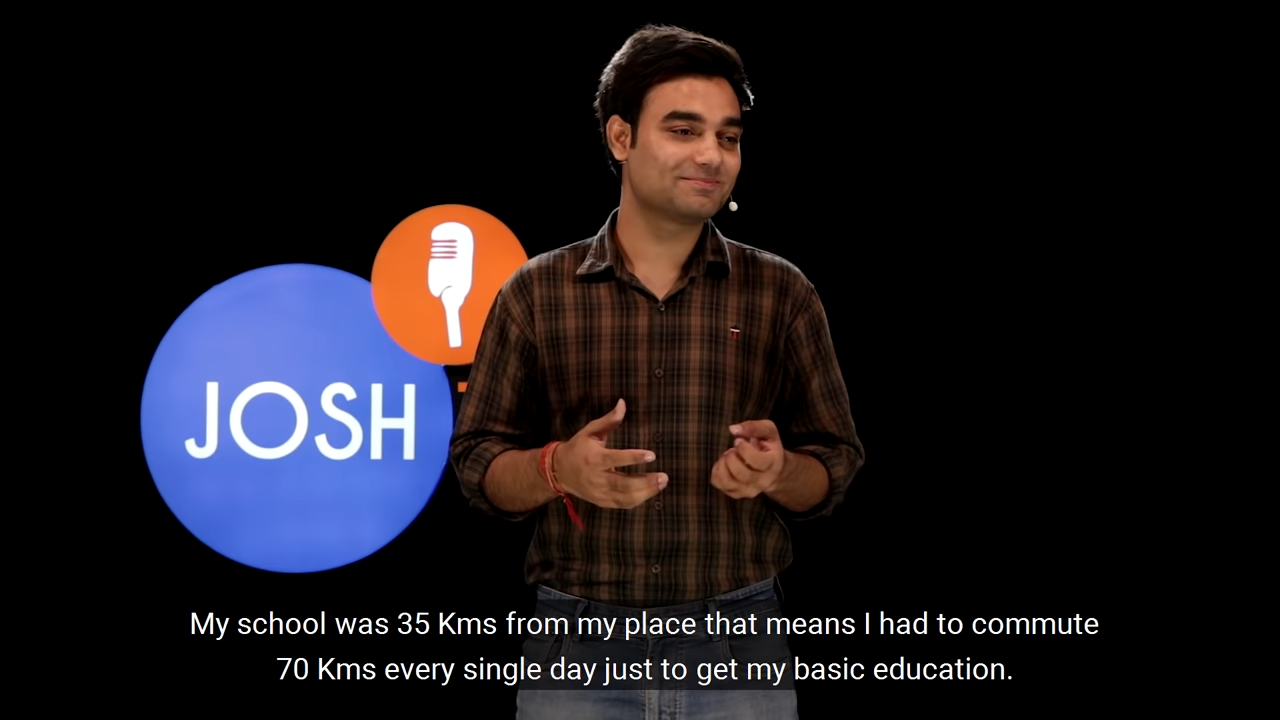 JOSH
My school was 35 Kms from my place that means I had to commute
70 Kms every single day just to get my basic education.